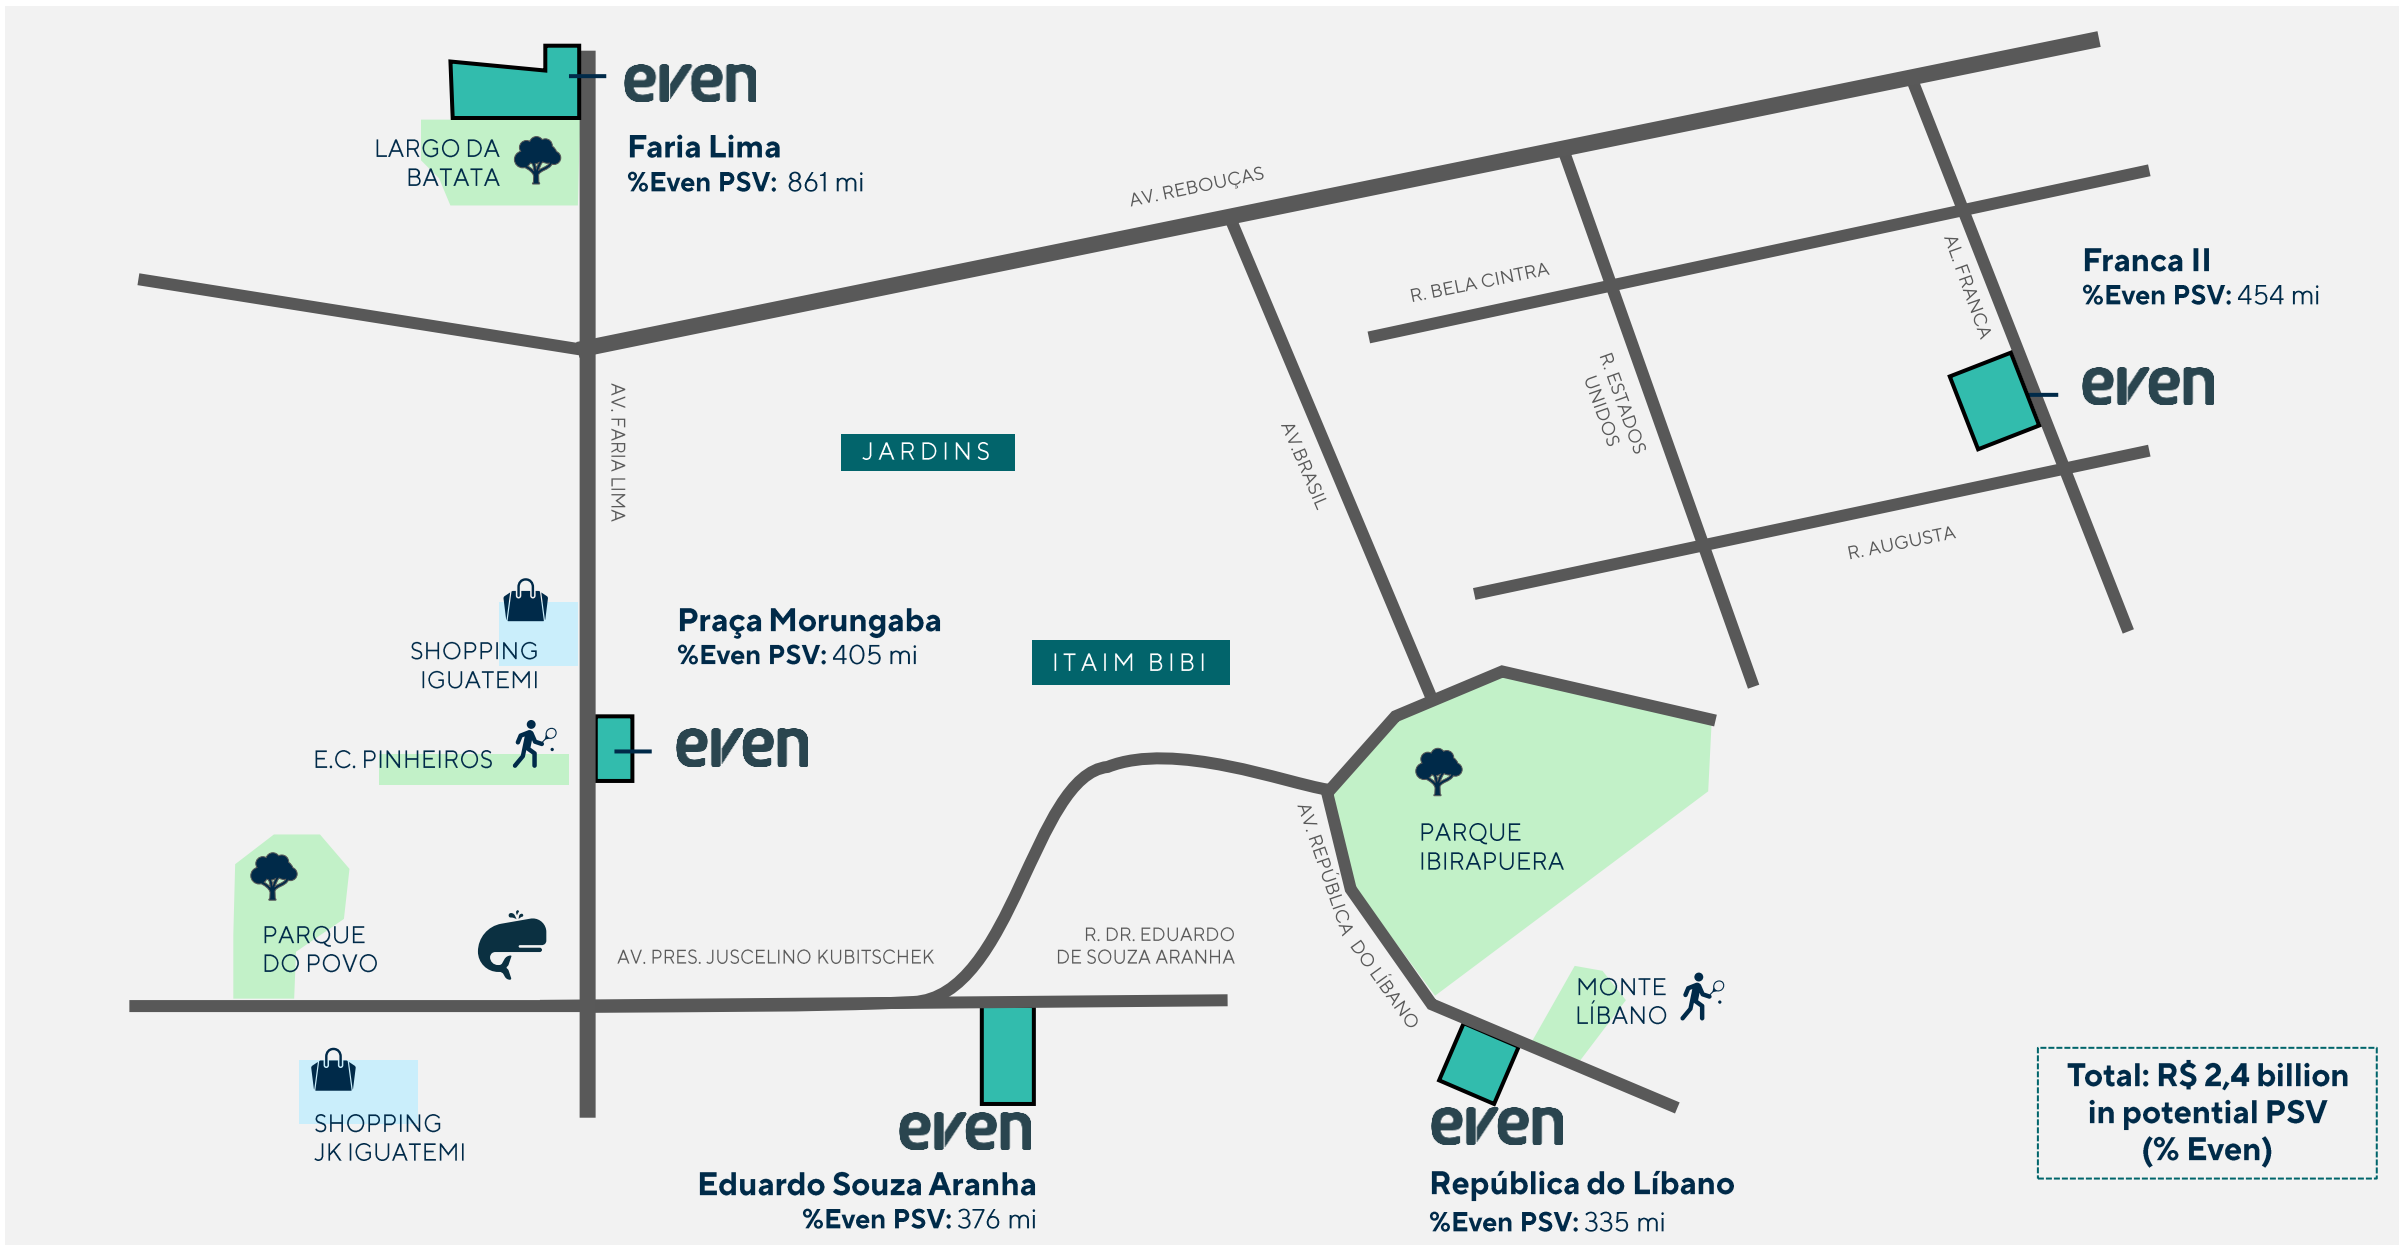 even
Faria Lima
%Even PSV: 861 mi
LARGO DA
BATATA
AV. REBOUÇAS
R. BELA CINTRA
AL. FRANCA
Franca II
%Even PSV: 454 mi
even
R. ESTADOS
UNIDOS
AV. FARIA LIMA
JARDINS
AV.BRASIL
R. AUGUSTA
SHOPPING
IGUATEMI
Praça Morungaba
%Even PSV: 405 mi
even
ITAIM BIBI
E.C. PINHEIROS
PARQUE
IBIRAPUERA
AV. REPÚBLICA DO LÍBANO
PARQUE
DO POVO
AV. PRES. JUSCELINO KUBITSCHEK
R. DR. EDUARDO
DE SOUZA ARANHA
MONTE
LÍBANO
SHOPPING
JK IGUATEMI
even
Eduardo Souza Aranha
%Even PSV: 376 mi
even
República do Líbano
%Even PSV: 335 mi
Total: R$ 2,4 billion
in potential PSV
(% Even)